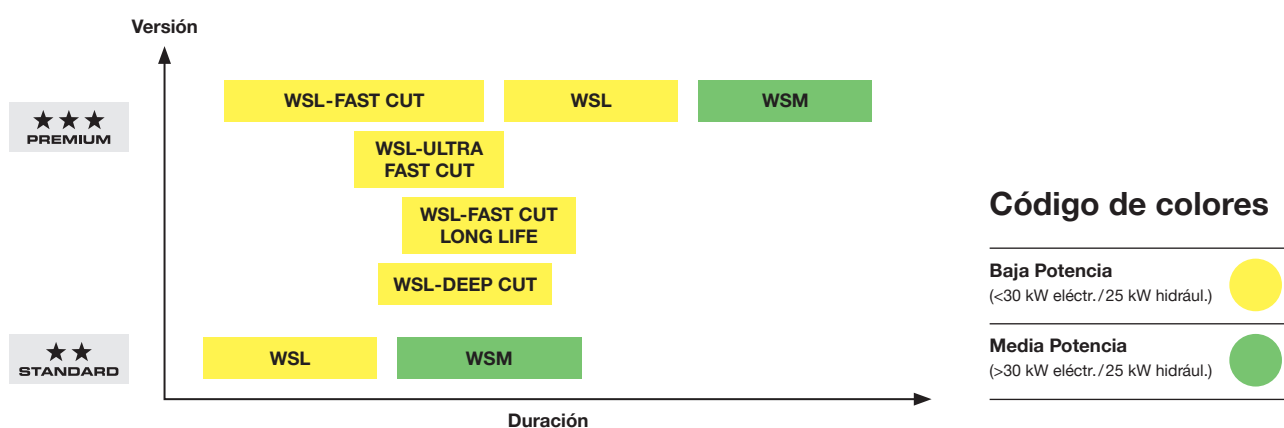 Versión
★★★
PREMIUM
WSL-FAST CUT
WSL
WSM
WSL-ULTRA
FAST CUT
WSL-FAST CUT
LONG LIFE
WSL-DEEP CUT
★★
STANDARD
WSL
WSM
Duración
Código de colores
Baja Potencia
(<30 kW eléctr./25 kW hidrául.)
Media Potencia
(>30 kW eléctr./25 kW hidrául.)